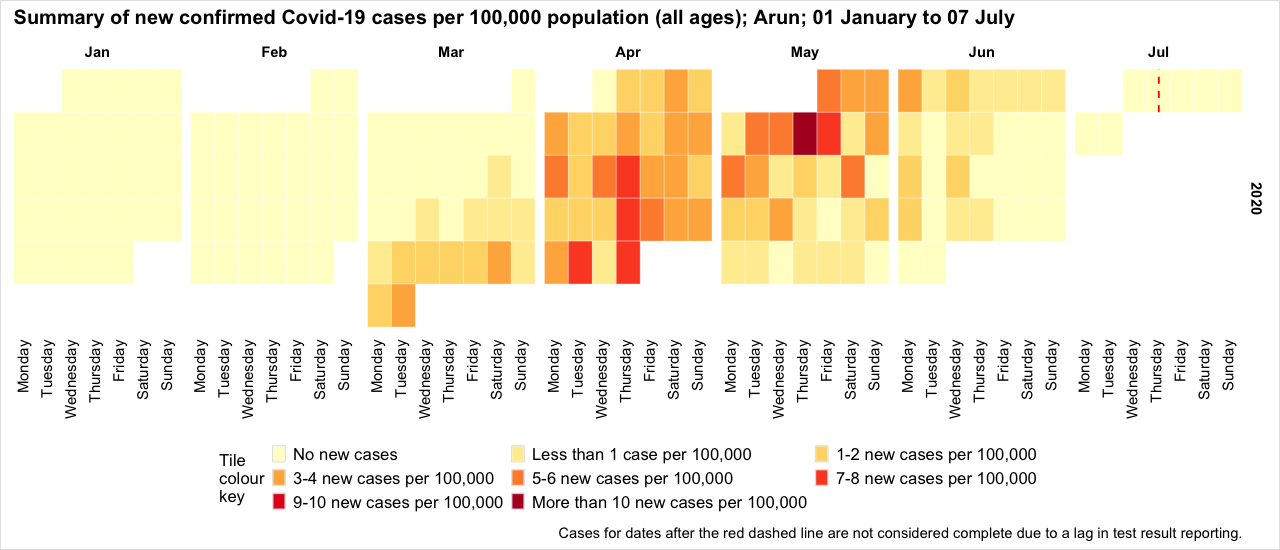 Summary of new confirmed Covid-19 cases per 100,000 population (all ages); Arun; 01 January to 07 July
Jan Feb Mar Apr May Jun Jul
2020
Monday Tuesday Wednesday Thursday Friday Saturday Sunday Monday Tuesday Wednesday Thursday Friday Saturday Sunday Monday Tuesday Wednesday Thursday Friday Saturday Sunday Monday Tuesday Wednesday Thursday Friday Saturday Sunday Monday Tuesday Wednesday Thursday Friday Saturday Sunday Monday Tuesday Wednesday Thursday Friday Saturday Sunday Monday Tuesday Wednesday Thursday Friday Saturday Sunday
Tile
colour
key
No new cases Less than 1 case per 100,000 1-2 new cases per 100,000
3-4 new cases per 100,000 5-6 new cases per 100,000 7-8 new cases per 100,000
9-10 new cases per 100,000 More than 10 new cases per 100,000
Cases for dates after the red dashed line are not considered complete due to a lag in test result reporting.